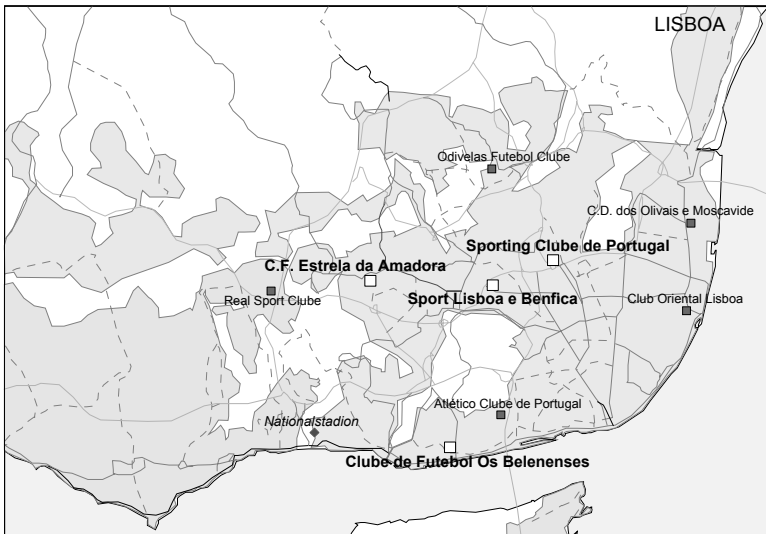 LISBOA
Odivelas Futebol Clube
C.D. dos Olivais e Moscavide
Sporting Clube de Portugal
C.F. Estrela da Amadora
Real Sport Clube
Sport Lisboa e Benfica
Club Oriental Lisboa
Atlético Clube de Portugal
Nationalstadion
Clube de Futebol Os Belenenses